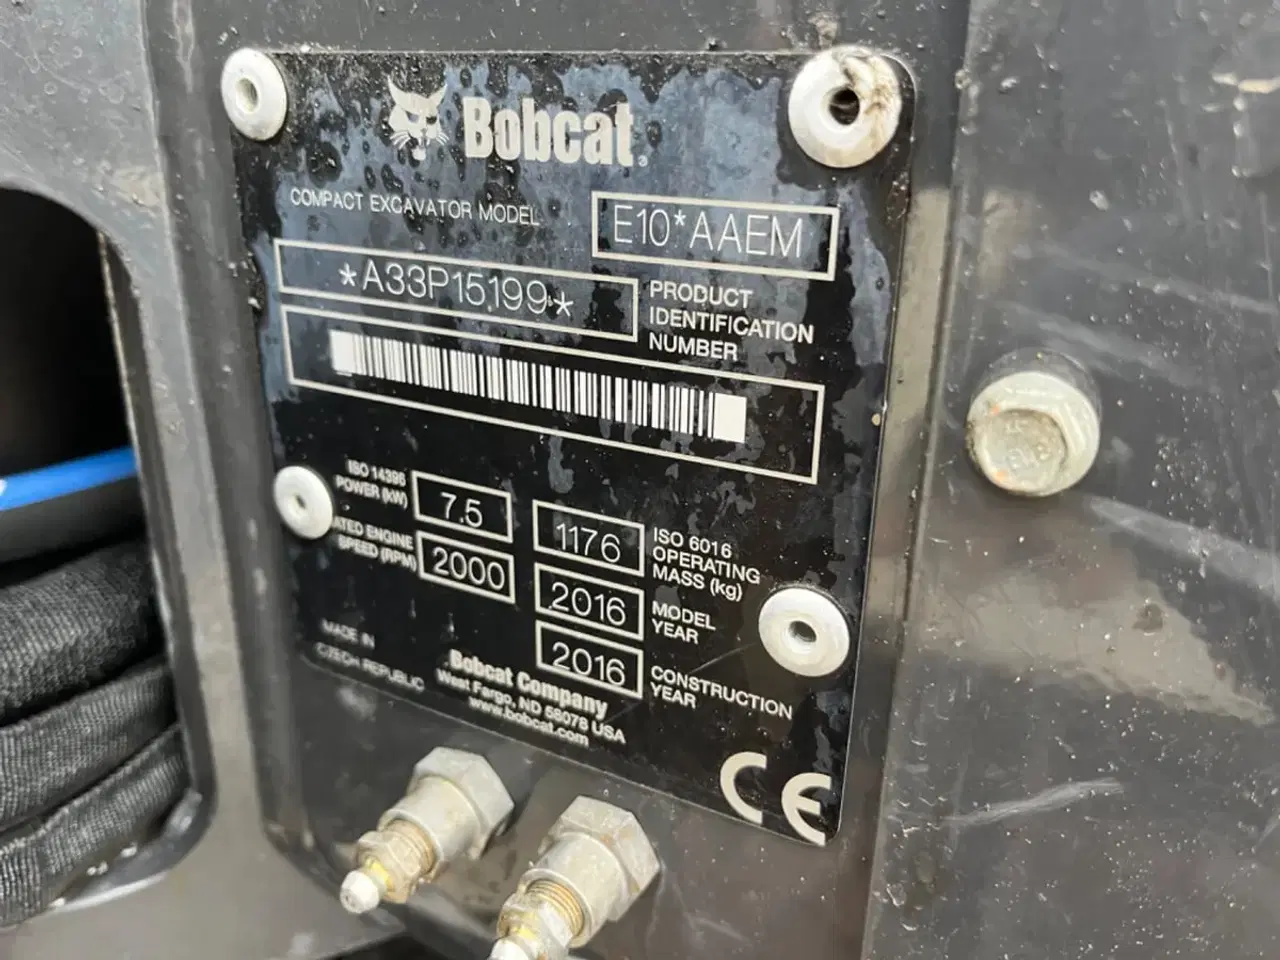 Bobcat
COMPACT EXCAVATOR MODEL
E10*AAEM
*A33P15199*
PRODUCT
IDENTIFICATION
NUMBER
ISO 14396
POWER (kW)
7.5
ATED ENGINE
SPEED (RPM)
2000
1176
ISO 6016
OPERATING
MASS (kg)
2016
MODEL
YEAR
2016
CONSTRUCTION
YEAR
MADE IN
CZECH REPUBLIC
Bobcat Company
West Fargo, ND 58078 USA
www.bobcat.com
CE